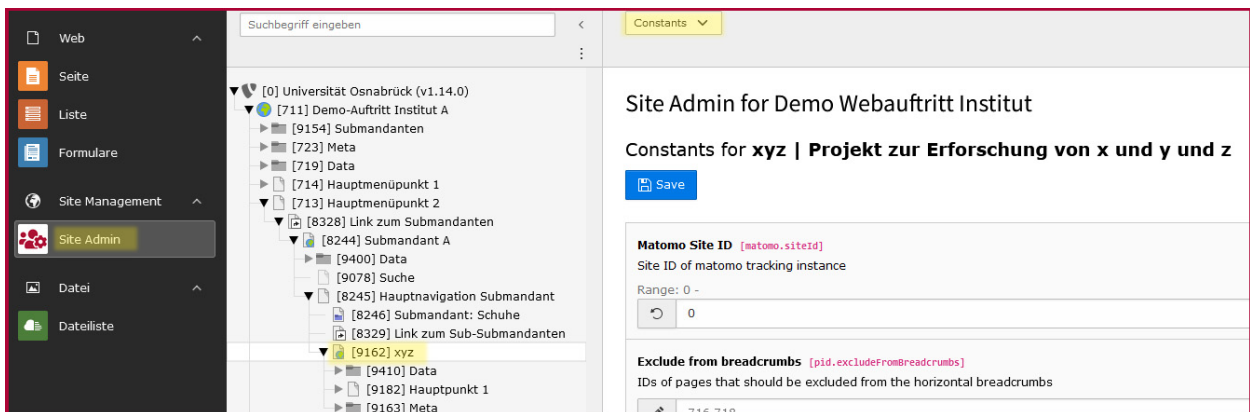 Web
Seite
Liste
Formulare
Site Management
Site Admin
Datei
Dateiliste
Suchbegriff eingeben
[0] Universität Osnabrück (v1.14.0)
[711] Demo-Auftritt Institut A
[9154] Submandanten
[723] Meta
[719] Data
[714] Hauptmenüpunkt 1
[713] Hauptmenüpunkt 2
[8328] Link zum Submandanten
[8244] Submandant A
[9400] Data
[9078] Suche
[8245] Hauptnavigation Submandant
[8246] Submandant: Schuhe
[8329] Link zum Sub-Submandanten
[9162] xyz
[9410] Data
[9182] Hauptpunkt 1
[9163] Meta
Constants
Site Admin for Demo Webauftritt Institut
Constants for xyz | Projekt zur Erforschung von x und y und z
Save
Matomo Site ID [matomo.siteId]
Site ID of matomo tracking instance
Range: 0 -
0
Exclude from breadcrumbs [pid.excludeFromBreadcrumbs]
IDs of pages that should be excluded from the horizontal breadcrumbs
716,718